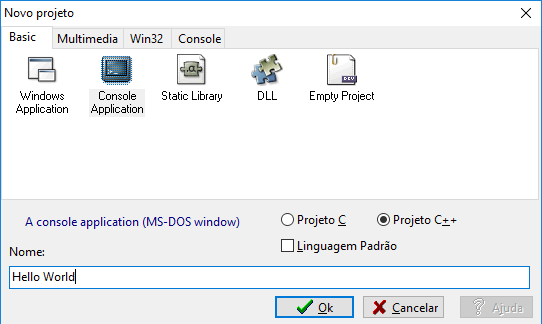 Novo projeto
Basic Multimedia Win32 Console
Windows Application
Console Application
Static Library
DLL
DEV
Empty Project
A console application (MS-DOS window)
Projeto C
Projeto C++
Linguagem Padrão
Nome:
Hello World
Ok
Cancelar
Ajuda